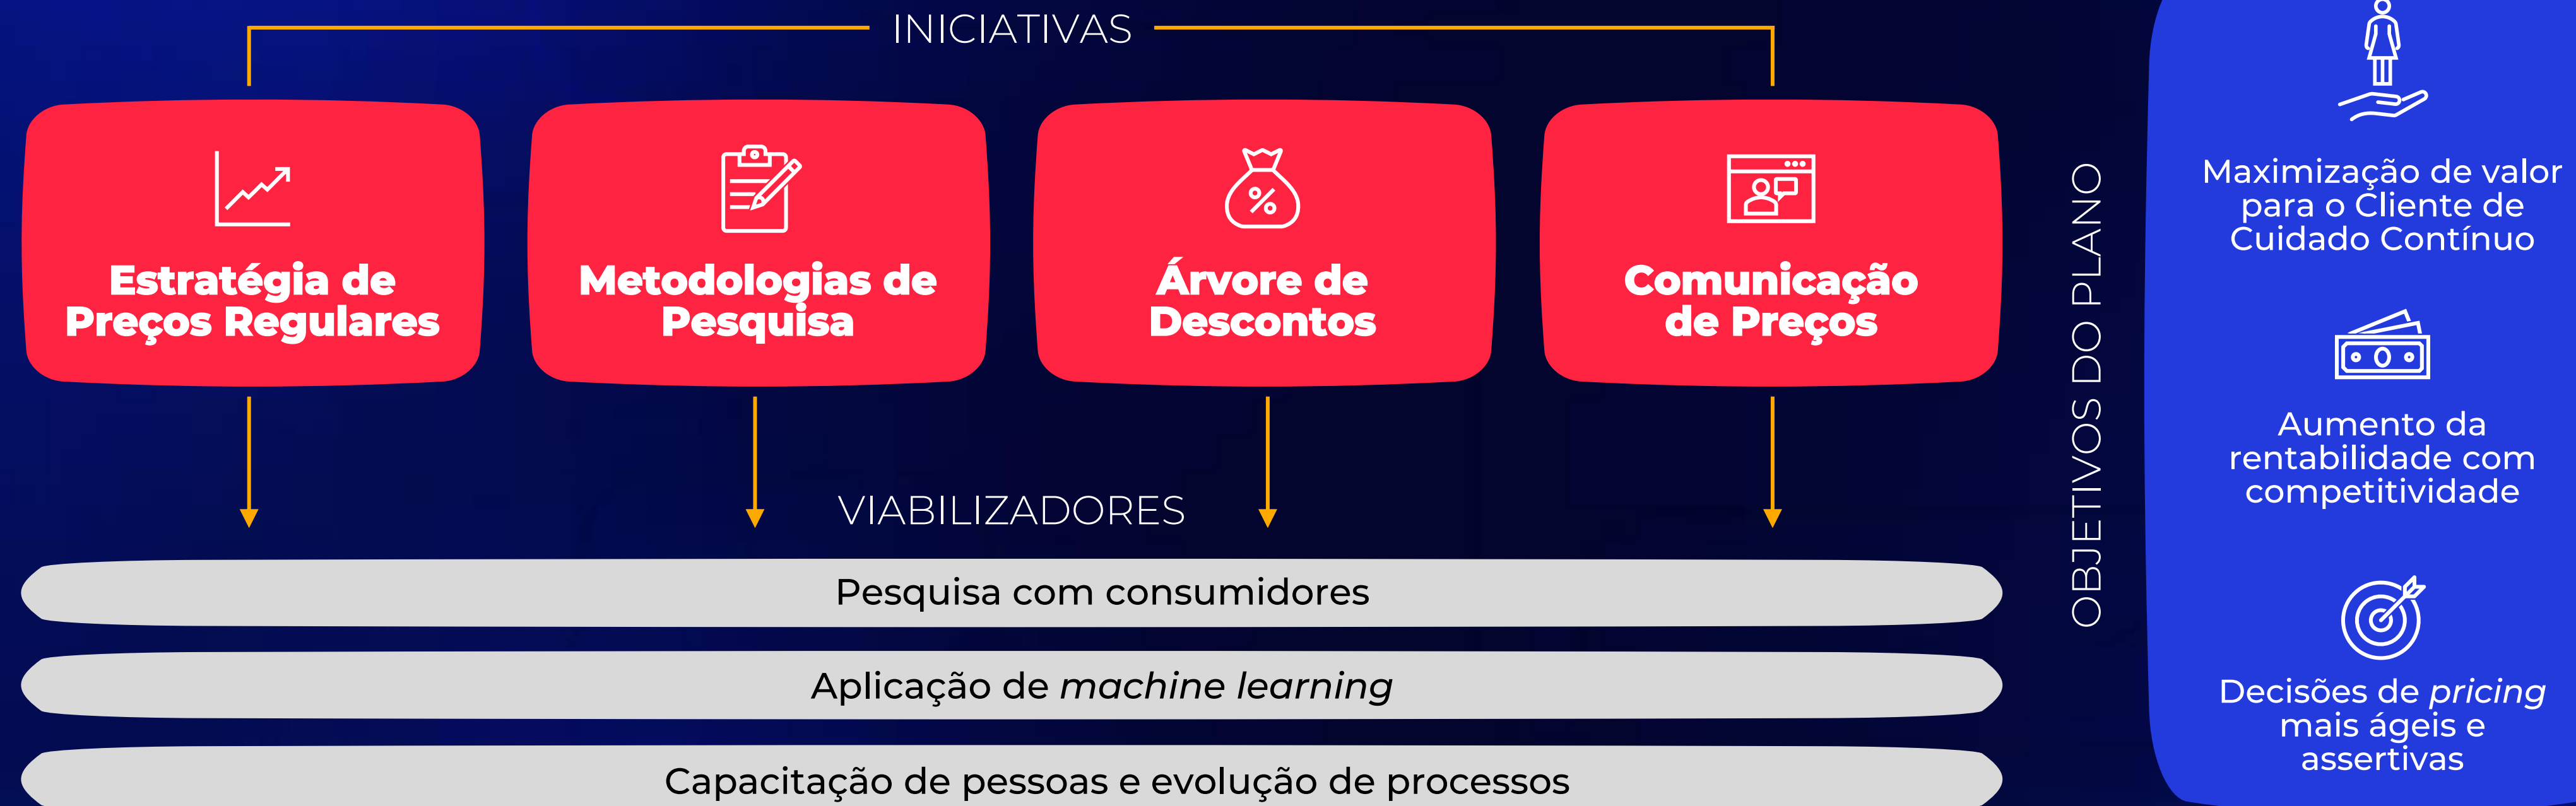 INICIATIVAS
Estratégia de
Preços Regulares
Metodologias de
Pesquisa
Árvore de
Descontos
Comunicação
de Preços
VIABILIZADORES
Pesquisa com consumidores
Aplicação de machine learning
Capacitação de pessoas e evolução de processos
OBJETIVOS DO PLANO
Maximização de valor
para o Cliente de
Cuidado Contínuo
Aumento da
rentabilidade com
competitividade
Decisões de pricing
mais ágeis e
assertivas